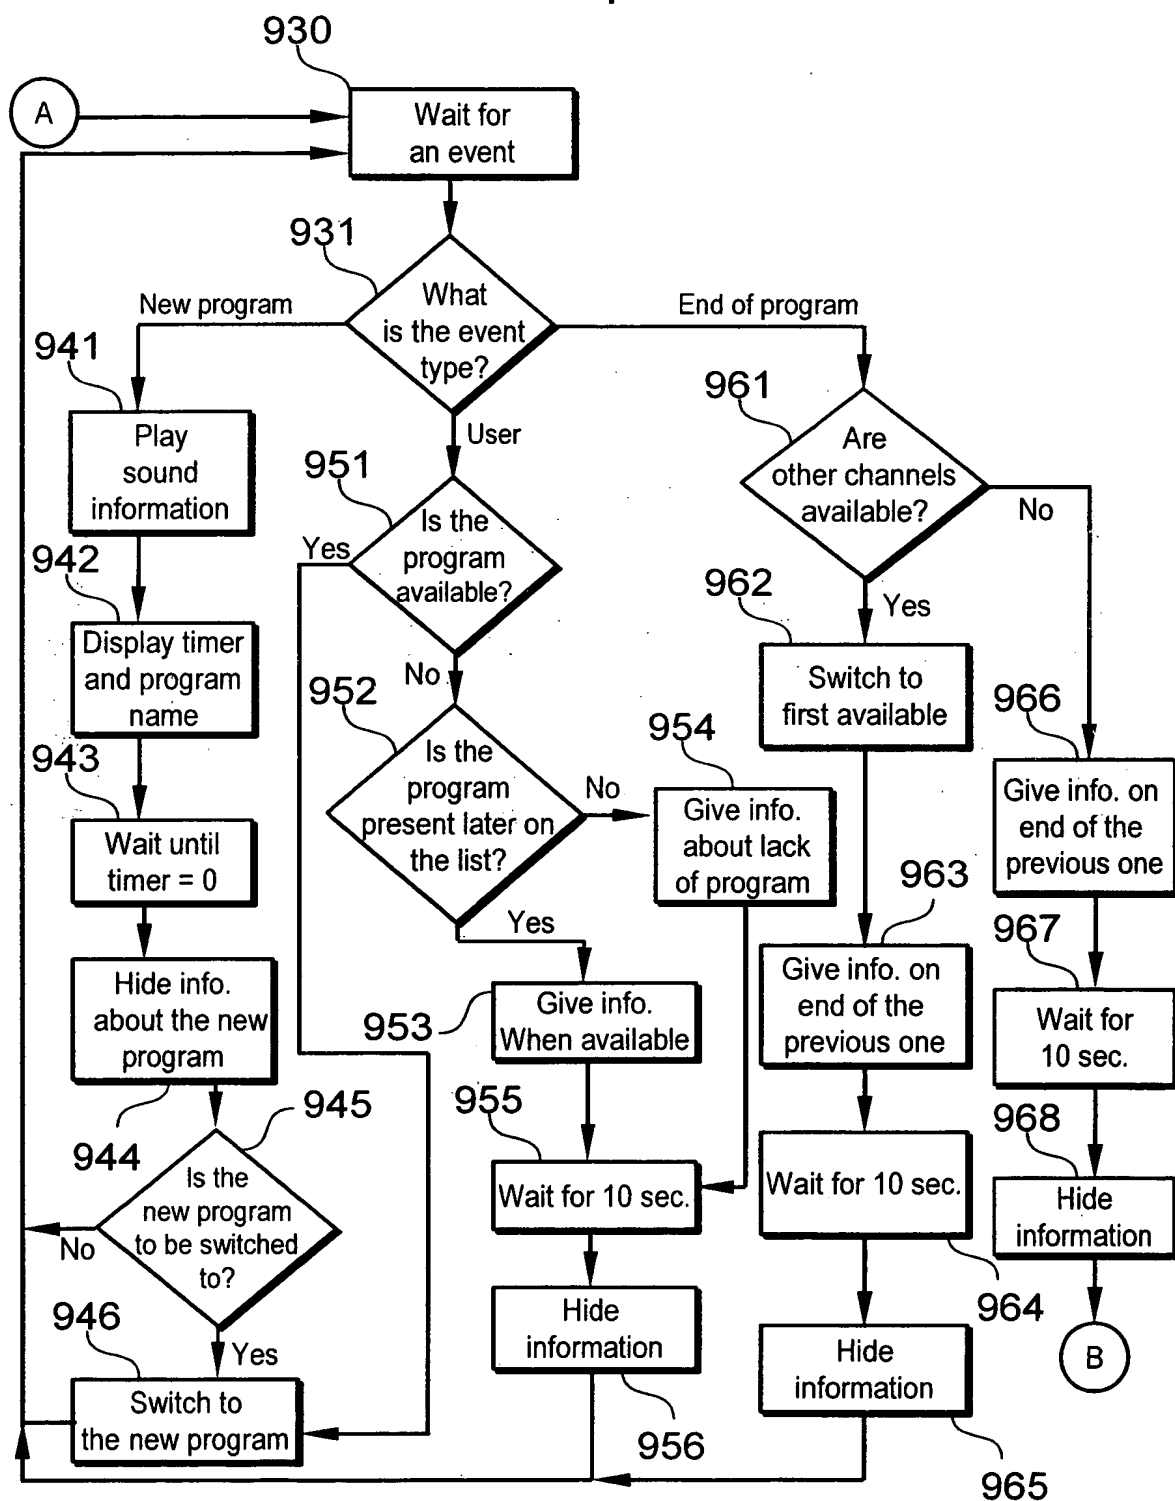 930
A
Wait for
an event
931
What
is the event
type?
New program
End of program
User
941
Play
sound
information
942
Display timer
and program
name
943
Wait until
timer = 0
Hide info.
about the new
program
944
945
Is the
new program
to be switched
to?
No
Yes
946
Switch to
the new program
951
Is the
program
available?
Yes
No
952
Is the
program
present later on
the list?
No
Yes
954
Give info.
about lack
of program
953
Give info.
When available
955
Wait for 10 sec.
Hide
information
956
961
Are
other channels
available?
No
Yes
962
Switch to
first available
963
Give info. on
end of the
previous one
Wait for 10 sec.
964
Hide
information
965
966
Give info. on
end of the
previous one
967
Wait for
10 sec.
968
Hide
information
B